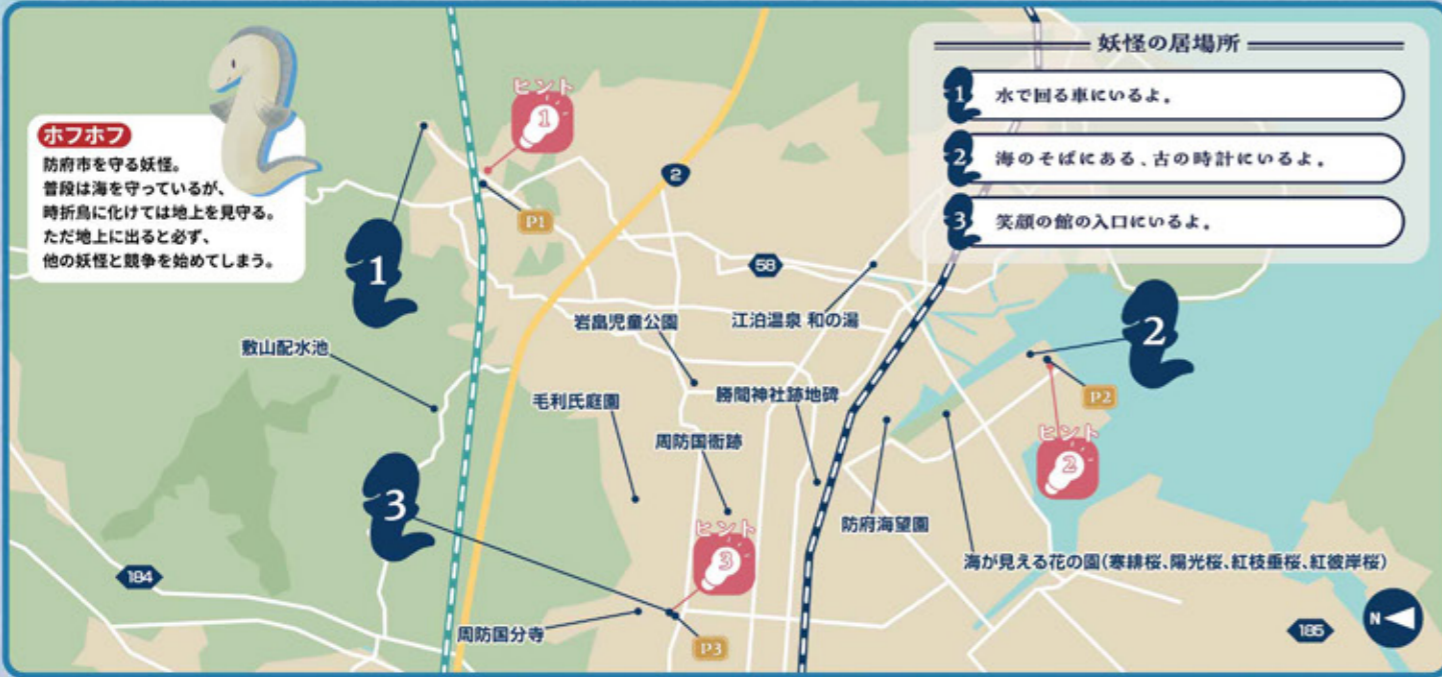 ホフホフ
防府市を守る妖怪。
普段は海を守っているが、
時折鳥に化けては地上を見守る。
ただ地上に出ると必ず、
他の妖怪と競争を始めてしまう。
妖怪の居場所
1 水で回る車にいるよ。
2 海のそばにある、古の時計にいるよ。
3 笑顔の館の入口にいるよ。
ヒント
1
P1
2
58
1
岩畠児童公園
江泊温泉 和の湯
敷山配水池
2
毛利氏庭園
勝間神社跡地碑
P2
周防国衙跡
ヒント
2
3
ヒント
3
防府海望園
海が見える花の園(寒緋桜、陽光桜、紅枝垂桜、紅彼岸桜)
184
周防国分寺
P3
185
N